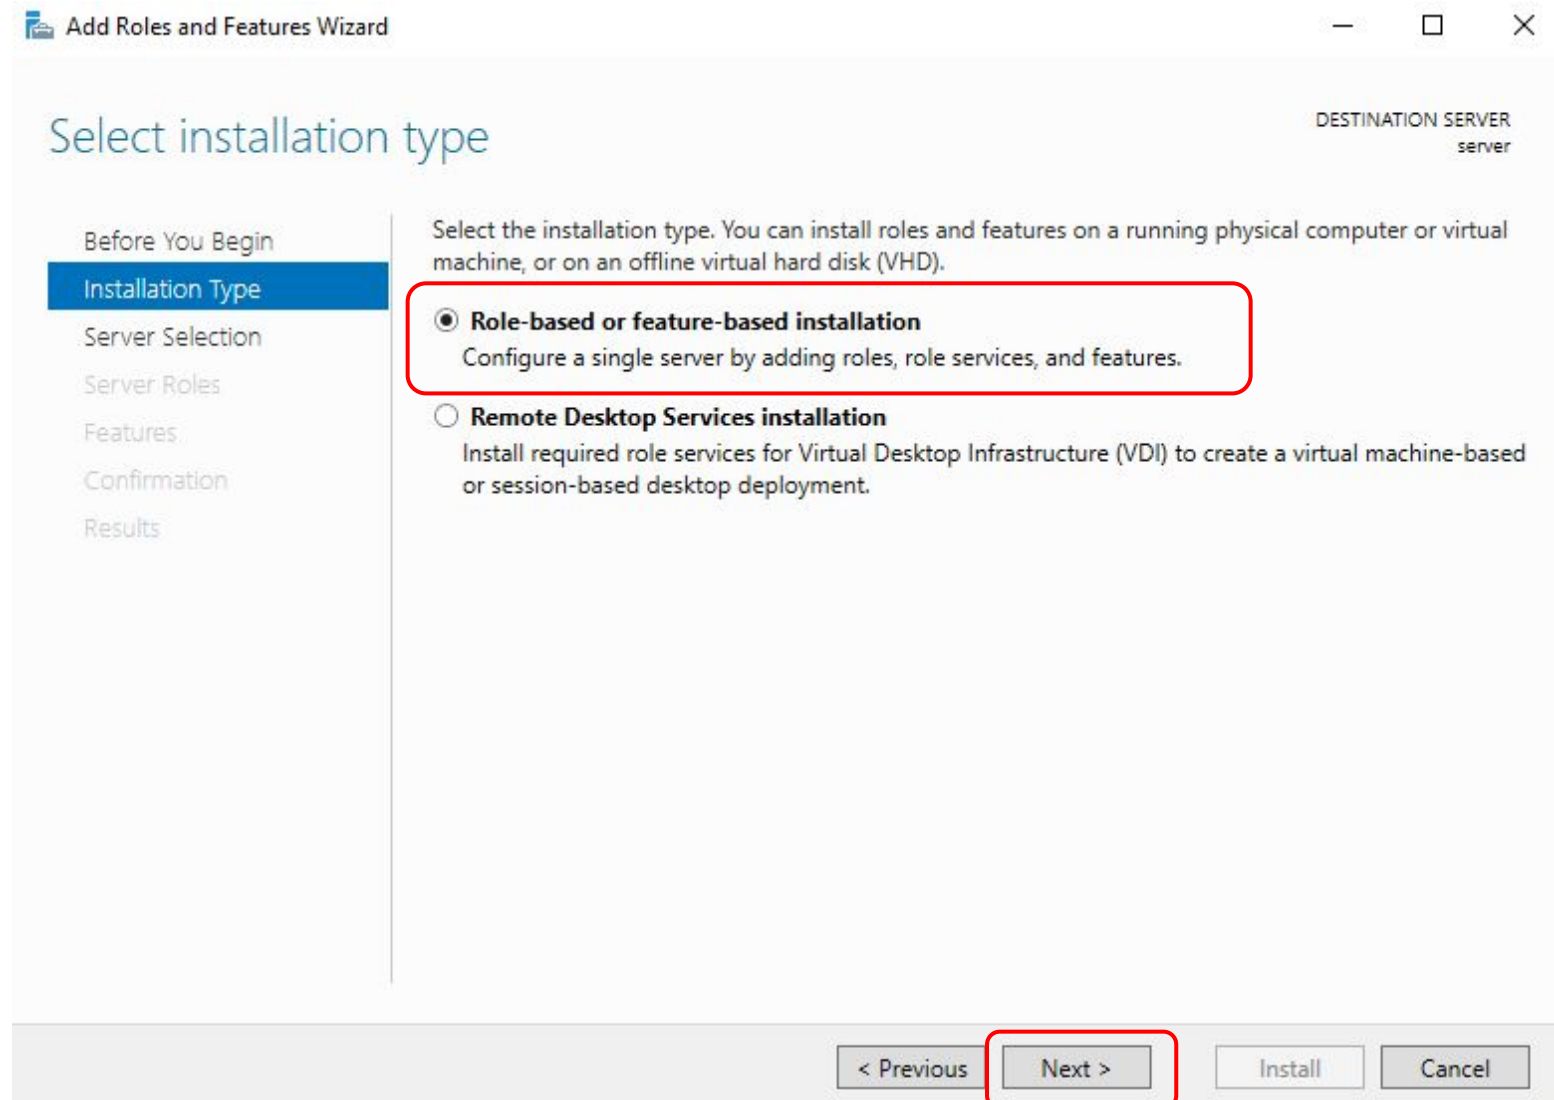 Add Roles and Features Wizard
Select installation type
DESTINATION SERVER
server
Before You Begin
Installation Type
Server Selection
Server Roles
Features
Confirmation
Results
Select the installation type. You can install roles and features on a running physical computer or virtual
machine, or on an offline virtual hard disk (VHD).
Role-based or feature-based installation
Configure a single server by adding roles, role services, and features.
Remote Desktop Services installation
Install required role services for Virtual Desktop Infrastructure (VDI) to create a virtual machine-based
or session-based desktop deployment.
< Previous
Next >
Install
Cancel